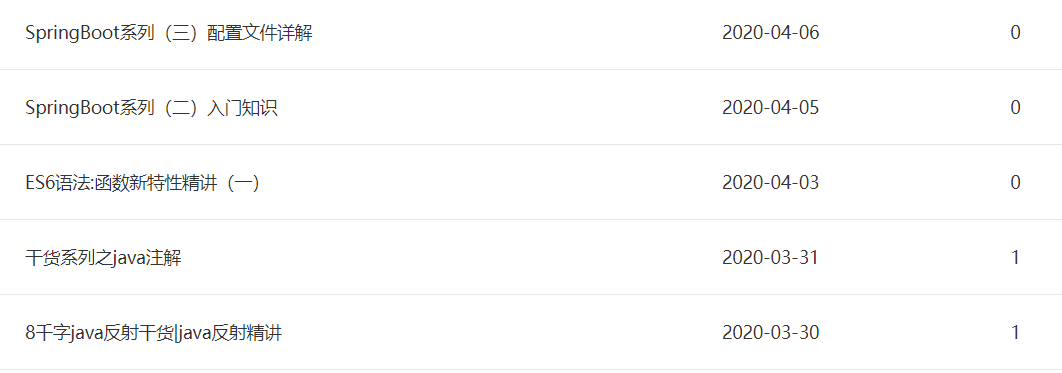 SpringBoot系列（三）配置文件详解 2020-04-06 0
SpringBoot系列（二）入门知识 2020-04-05 0
ES6语法:函数新特性精讲（一） 2020-04-03 0
干货系列之java注解 2020-03-31 1
8千字java反射干货|java反射精讲 2020-03-30 1